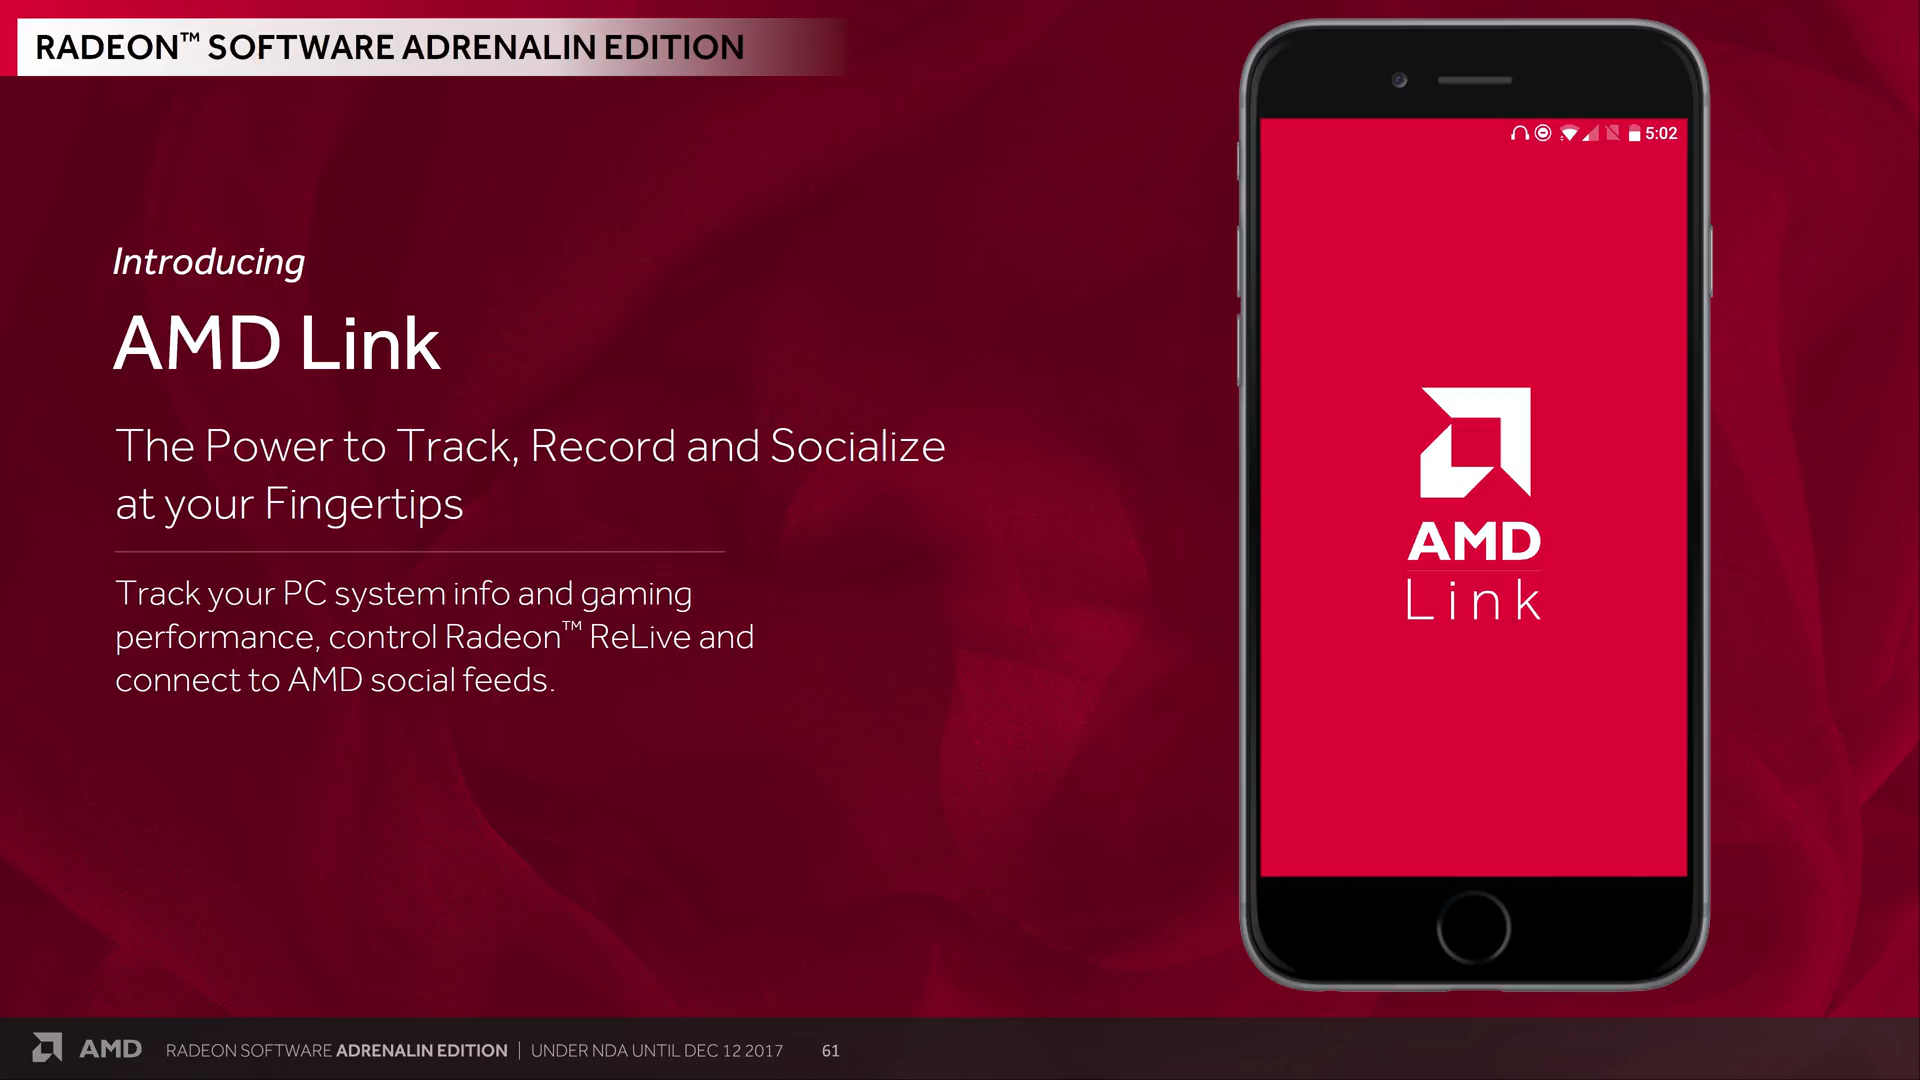 RADEON™ SOFTWARE ADRENALIN EDITION
5:02
Introducing
AMD Link
The Power to Track, Record and Socialize
at your Fingertips
Track your PC system info and gaming
performance, control Radeon™ ReLive and
connect to AMD social feeds.
AMD
Link
AMD RADEON SOFTWARE ADRENALIN EDITION | UNDER NDA UNTIL DEC 12 2017 61